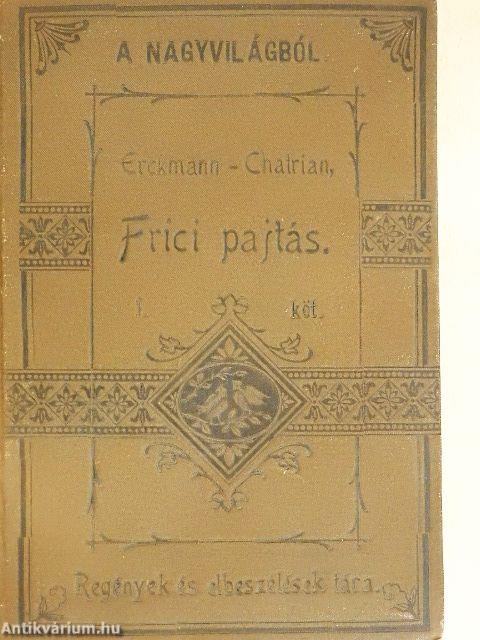 A NAGYVILÁGBÓL.
Erckmann - Chatrian,
Frici pajtás.
I. köt.
Regények és elbeszélések tára.
Antikvárium.hu